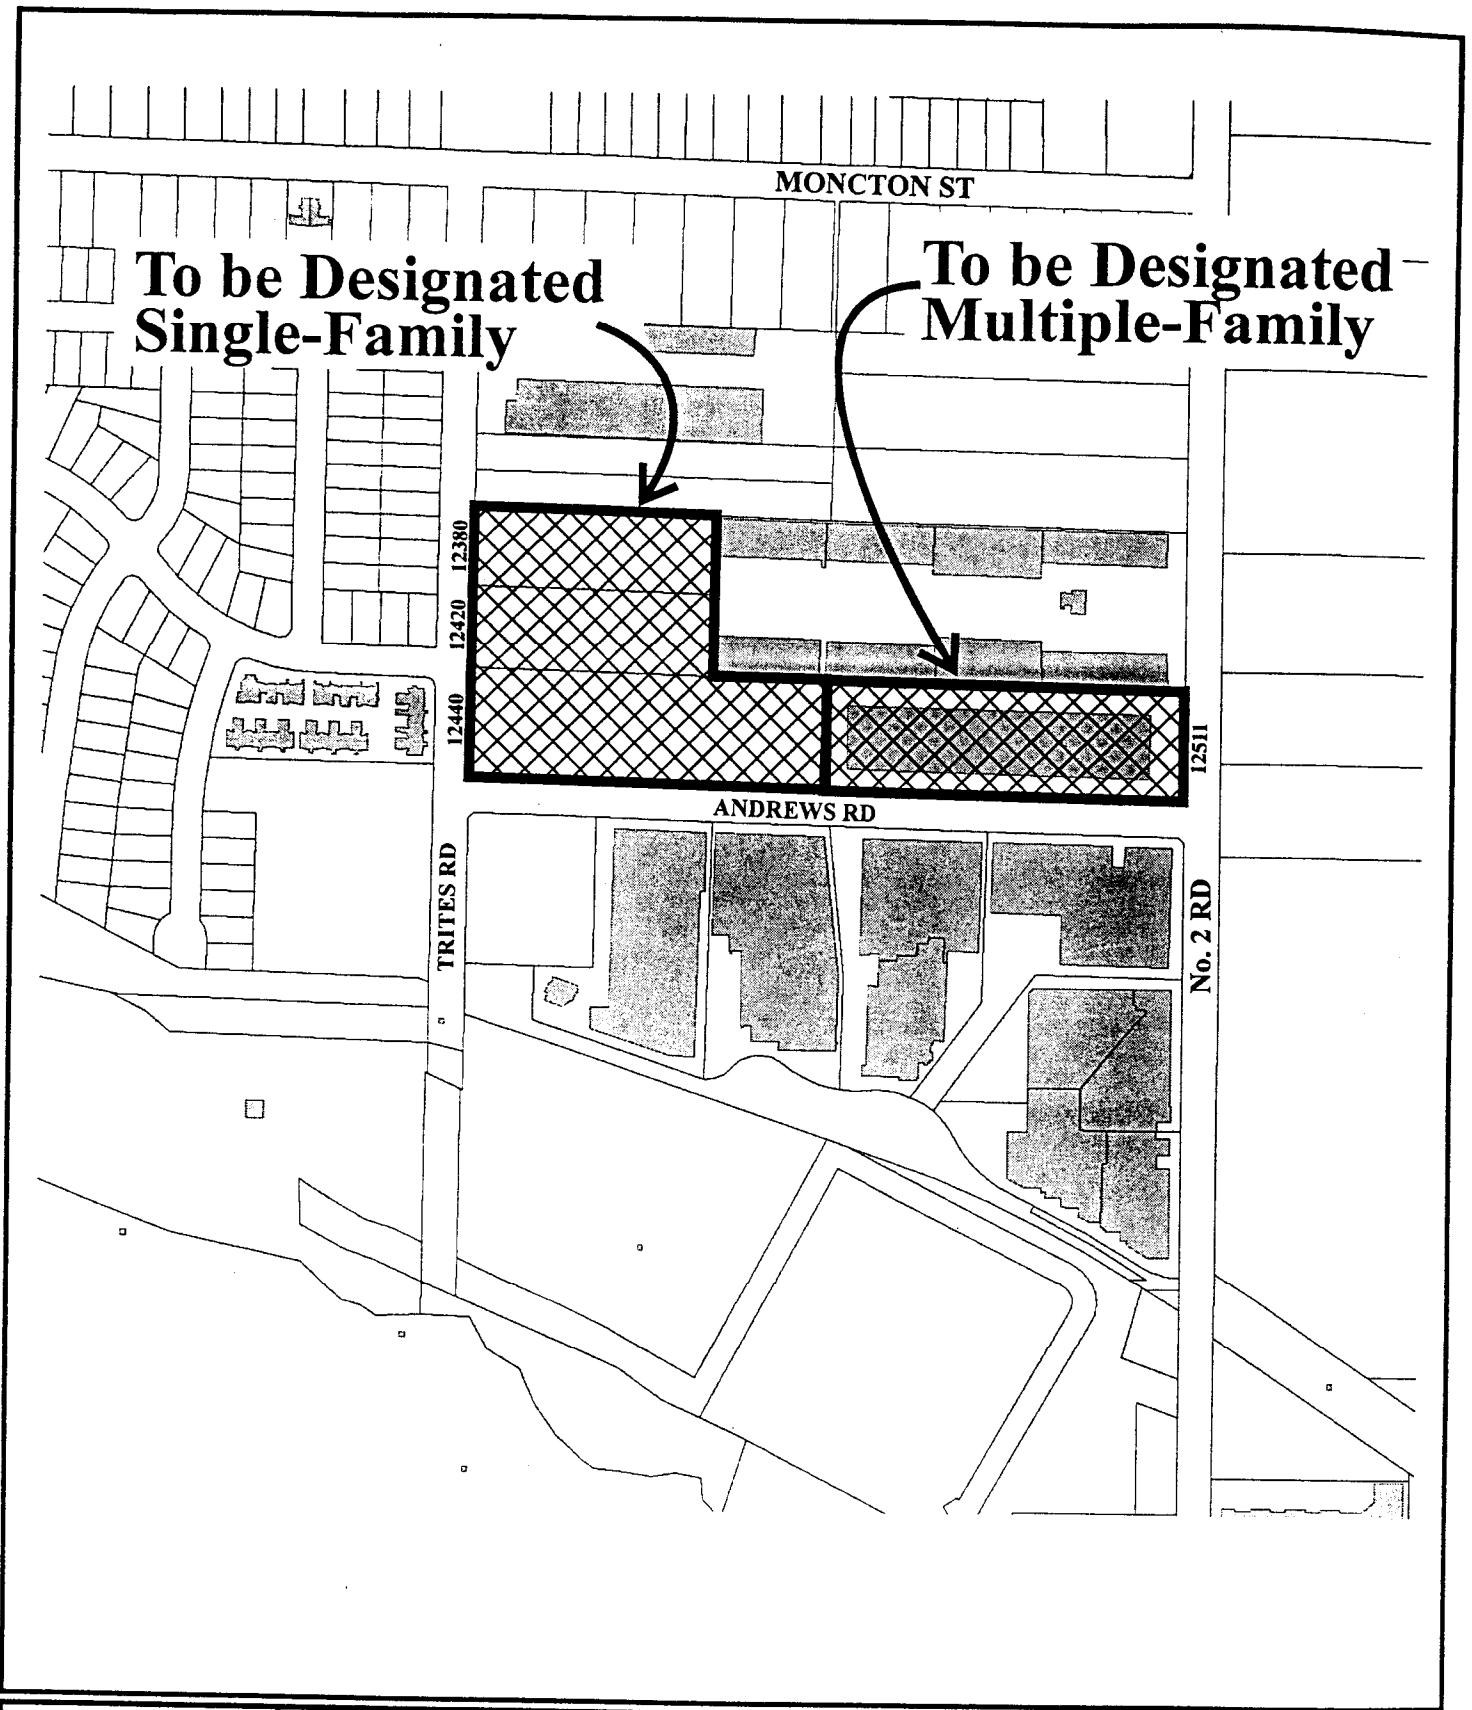 MONCTON ST
To be Designated
Single-Family
To be Designated
Multiple-Family
12380
12420
12440
12511
ANDREWS RD
TRITES RD
No. 2 RD